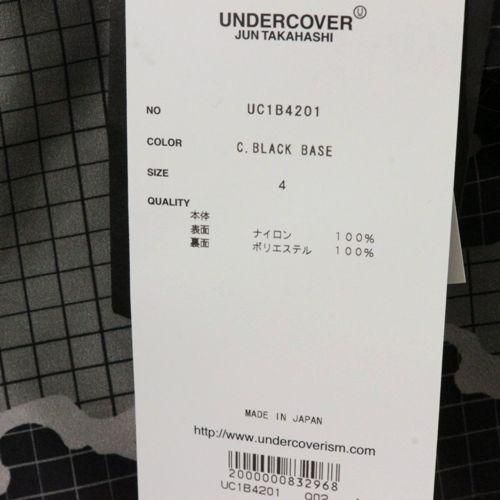 UNDERCOVER U
JUN TAKAHASHI
NO UC1B4201
COLOR C.BLACK BASE
SIZE 4
QUALITY
本体
表面 ナイロン 100%
裏面 ポリエステル 100%
MADE IN JAPAN
http://www.undercoverism.com
2000000832968
UC1B4201 002